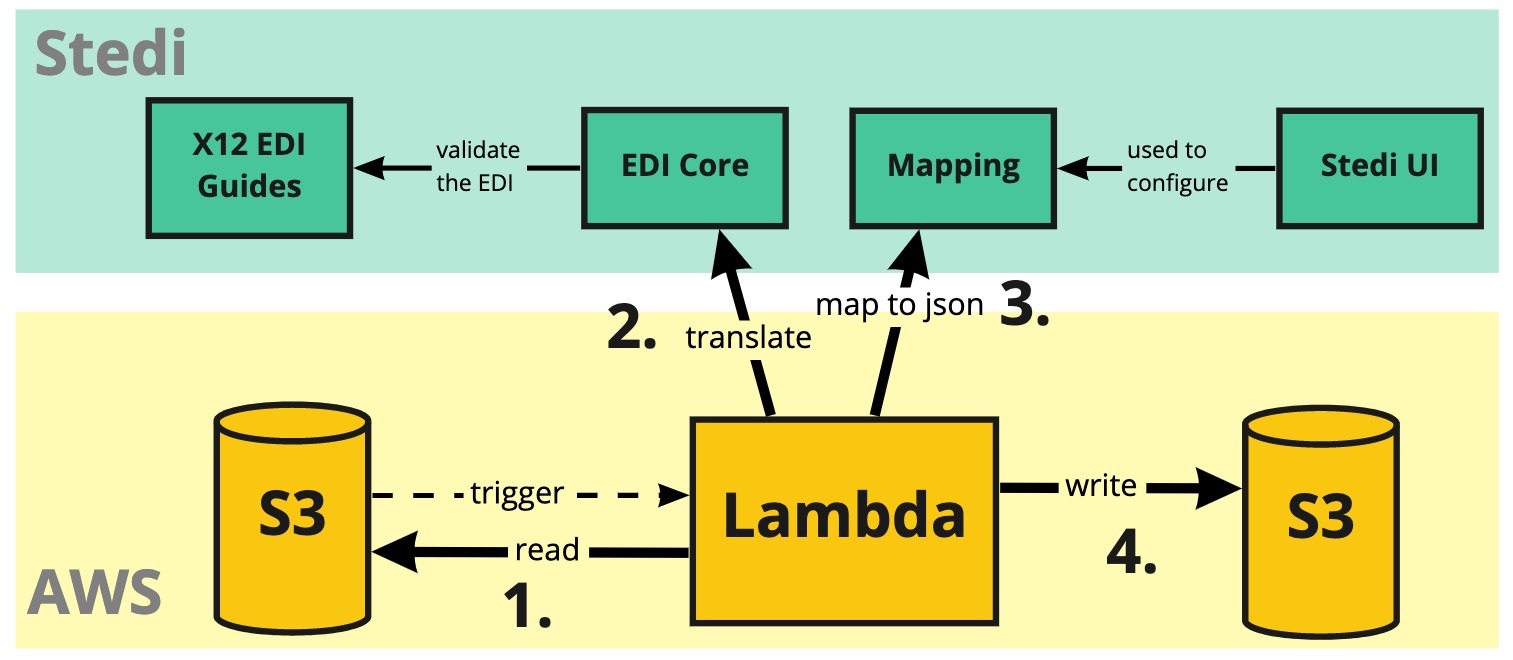 Stedi
X12 EDI
Guides
validate
the EDI
EDI Core
Mapping
used to
configure
Stedi UI
2.
translate
map to json
3.
S3
trigger
read
1.
Lambda
write
4.
S3
AWS